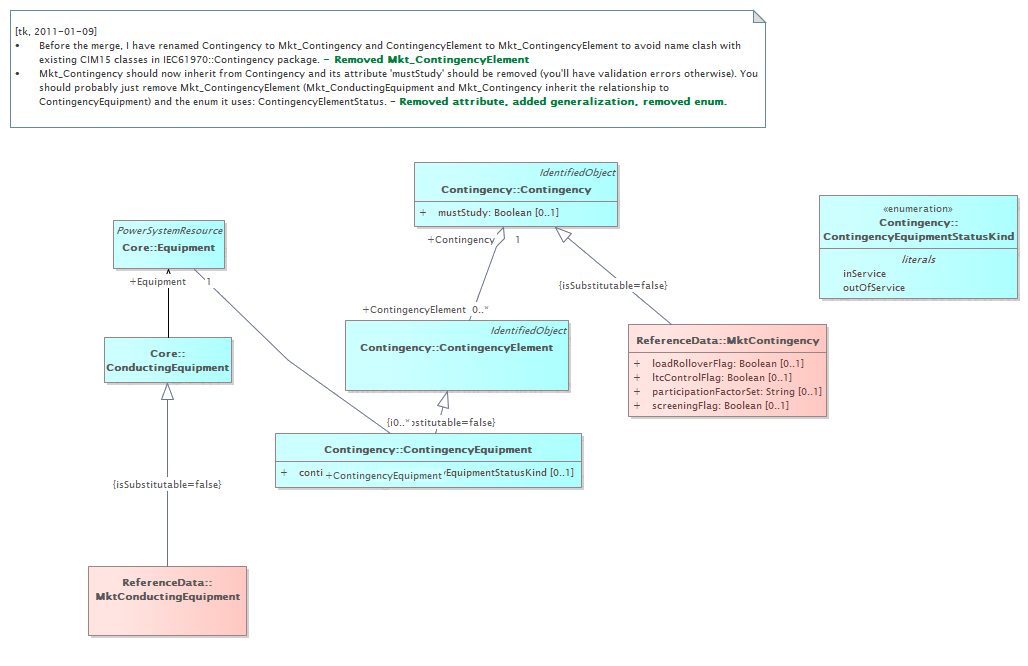 [tk, 2011-01-09]
• Before the merge, I have renamed Contingency to Mkt_Contingency and ContingencyElement to Mkt_ContingencyElement to avoid name clash with
existing CIM15 classes in IEC61970::Contingency package. - Removed Mkt_ContingencyElement
• Mkt_Contingency should now inherit from Contingency and its attribute 'mustStudy' should be removed (you'll have validation errors otherwise). You
should probably just remove Mkt_ContingencyElement (Mkt_ConductingEquipment and Mkt_Contingency inherit the relationship to
ContingencyEquipment) and the enum it uses: ContingencyElementStatus. - Removed attribute, added generalization, removed enum.
IdentifiedObject
Contingency::Contingency
+ mustStudy: Boolean [0..1]
+Contingency 1
«enumeration»
Contingency::
ContingencyEquipmentStatusKind
literals
inService
outOfService
PowerSystemResource
Core::Equipment
+Equipment 1
{isSubstitutable=false}
+ContingencyElement 0..*
IdentifiedObject
Contingency::ContingencyElement
ReferenceData::MktContingency
+ loadRolloverFlag: Boolean [0..1]
+ ltcControlFlag: Boolean [0..1]
+ participationFactorSet: String [0..1]
+ screeningFlag: Boolean [0..1]
Core::
ConductingEquipment
{i0..* ostitutable=false}
Contingency::ContingencyEquipment
+ conti +ContingencyEquipment EquipmentStatusKind [0..1]
{isSubstitutable=false}
ReferenceData::
MktConductingEquipment